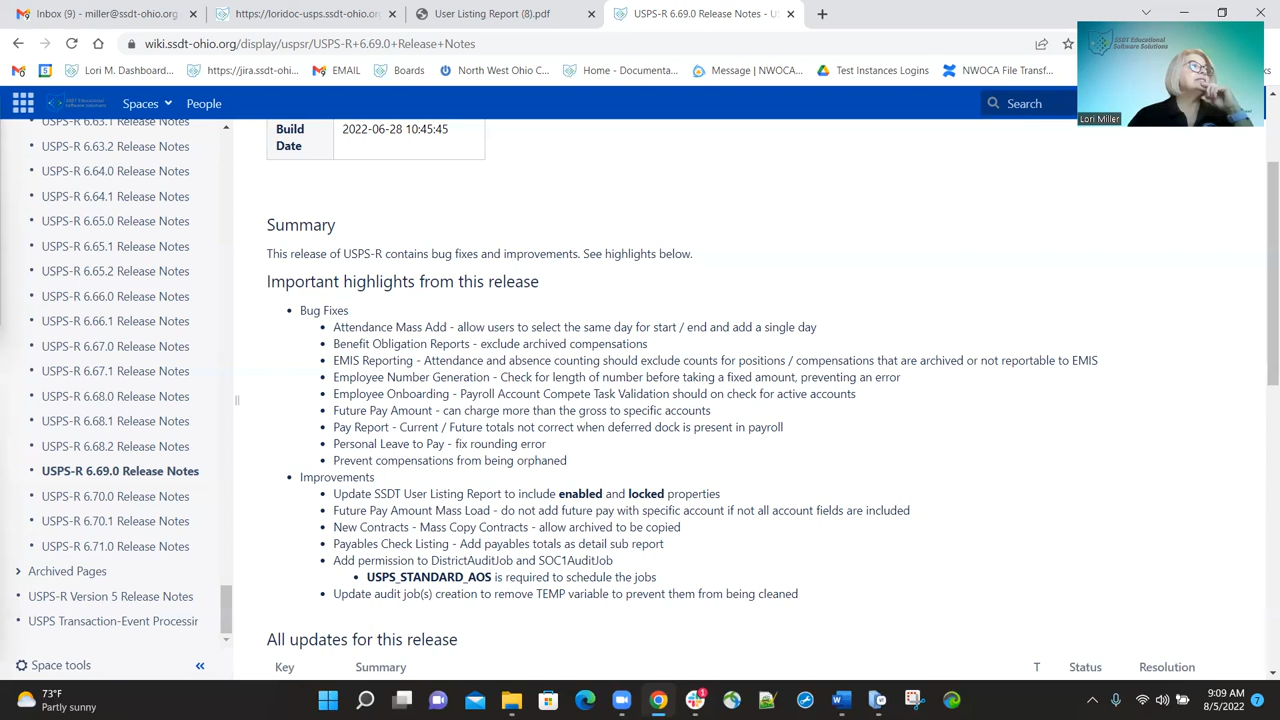 Inbox (9) - miller@ssdt-ohio.org
https://loridoc-usps.ssdt-ohio.org
User Listing Report (8).pdf
USPS-R 6.69.0 Release Notes - U
wiki.ssdt-ohio.org/display/uspsr/USPS-R+6.69.0+Release+Notes
Lori M. Dashboard...
https://jira.ssdt-ohi...
EMAIL
Boards
North West Ohio C...
Home - Documenta...
Message | NWOCA...
Test Instances Logins
NWOCA File Transf...
SSDT Educational
Software Solutions
Lori Miller
Spaces
People
Search
USPS-R 6.63.1 Release Notes
USPS-R 6.63.2 Release Notes
USPS-R 6.64.0 Release Notes
USPS-R 6.64.1 Release Notes
USPS-R 6.65.0 Release Notes
USPS-R 6.65.1 Release Notes
USPS-R 6.65.2 Release Notes
USPS-R 6.66.0 Release Notes
USPS-R 6.66.1 Release Notes
USPS-R 6.67.0 Release Notes
USPS-R 6.67.1 Release Notes
USPS-R 6.68.0 Release Notes
USPS-R 6.68.1 Release Notes
USPS-R 6.68.2 Release Notes
USPS-R 6.69.0 Release Notes
USPS-R 6.70.0 Release Notes
USPS-R 6.70.1 Release Notes
USPS-R 6.71.0 Release Notes
Archived Pages
USPS-R Version 5 Release Notes
USPS Transaction-Event Processir
Space tools
Build Date
2022-06-28 10:45:45
Summary
This release of USPS-R contains bug fixes and improvements. See highlights below.
Important highlights from this release
Bug Fixes
Attendance Mass Add - allow users to select the same day for start / end and add a single day
Benefit Obligation Reports - exclude archived compensations
EMIS Reporting - Attendance and absence counting should exclude counts for positions / compensations that are archived or not reportable to EMIS
Employee Number Generation - Check for length of number before taking a fixed amount, preventing an error
Employee Onboarding - Payroll Account Compete Task Validation should on check for active accounts
Future Pay Amount - can charge more than the gross to specific accounts
Pay Report - Current / Future totals not correct when deferred dock is present in payroll
Personal Leave to Pay - fix rounding error
Prevent compensations from being orphaned
Improvements
Update SSDT User Listing Report to include enabled and locked properties
Future Pay Amount Mass Load - do not add future pay with specific account if not all account fields are included
New Contracts - Mass Copy Contracts - allow archived to be copied
Payables Check Listing - Add payables totals as detail sub report
Add permission to DistrictAuditJob and SOC1AuditJob
USPS_STANDARD_AOS is required to schedule the jobs
Update audit job(s) creation to remove TEMP variable to prevent them from being cleaned
All updates for this release
Key Summary T Status Resolution
73°F
Partly sunny
9:09 AM
8/5/2022